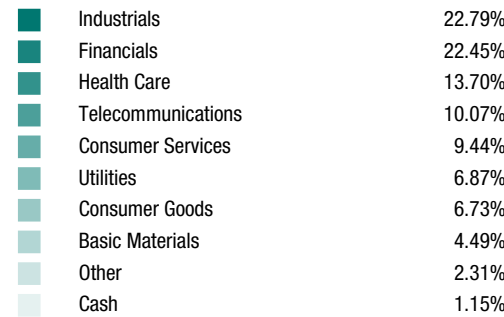 Industrials 22.79%
Financials 22.45%
Health Care 13.70%
Telecommunications 10.07%
Consumer Services 9.44%
Utilities 6.87%
Consumer Goods 6.73%
Basic Materials 4.49%
Other 2.31%
Cash 1.15%